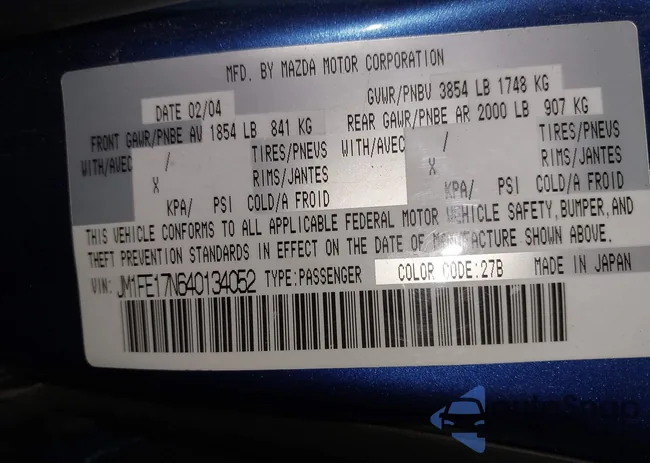 MFD. BY MAZDA MOTOR CORPORATION
DATE 02/04
GVWR/PNBV 3854 LB 1748 KG
FRONT GAWR/PNBE AV 1854 LB 841 KG
REAR GAWR/PNBE AR 2000 LB 907 KG
WITH/AVEC / TIRES/PNEUS
WITH/AVEC / TIRES/PNEUS
X RIMS/JANTES
X RIMS/JANTES
KPA/ PSI COLD/A FROID
KPA/ PSI COLD/A FROID
THIS VEHICLE CONFORMS TO ALL APPLICABLE FEDERAL MOTOR VEHICLE SAFETY,BUMPER,AND
THEFT PREVENTION STANDARDS IN EFFECT ON THE DATE OF MANUFACTURE SHOWN ABOVE.
VIN: JM1FE17N640134052 TYPE:PASSENGER COLOR CODE:27B MADE IN JAPAN
AutoSnap